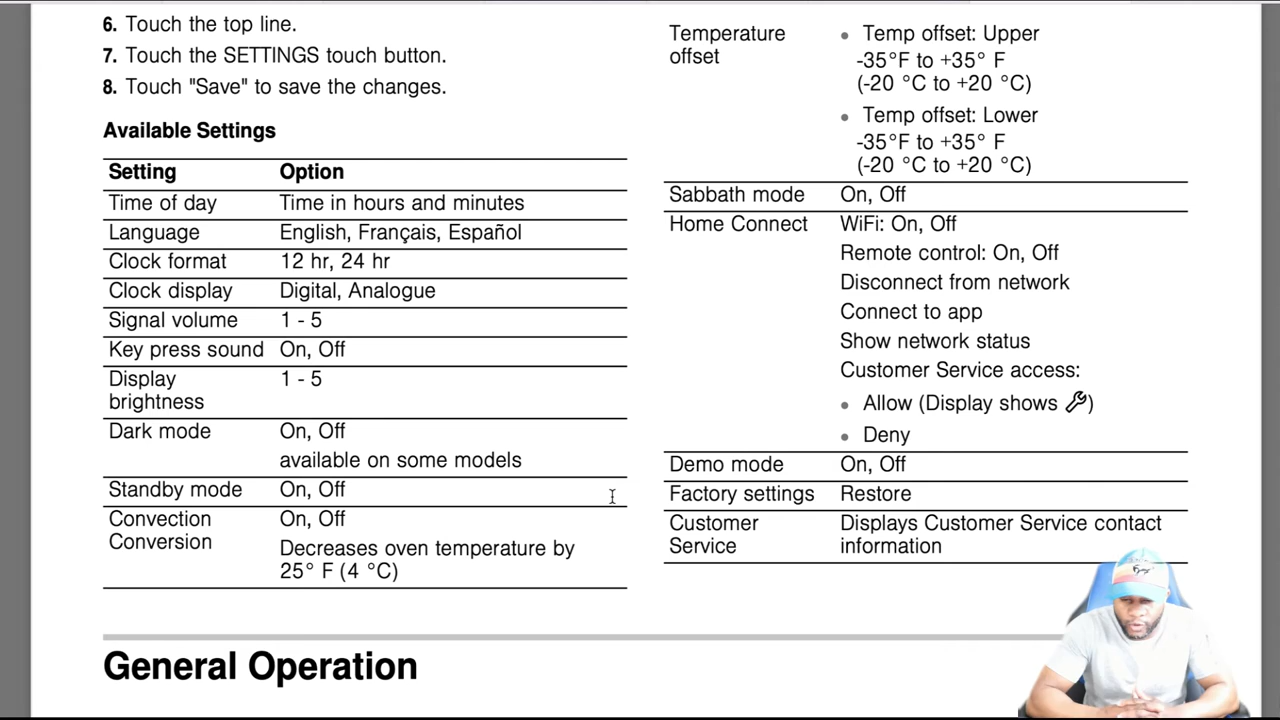 6. Touch the top line.
7. Touch the SETTINGS touch button.
8. Touch "Save" to save the changes.
Available Settings
Setting Option
Time of day Time in hours and minutes
Language English, Français, Español
Clock format 12 hr, 24 hr
Clock display Digital, Analogue
Signal volume 1 - 5
Key press sound On, Off
Display 1 - 5
brightness
Dark mode On, Off
available on some models
Standby mode On, Off
Convection On, Off
Conversion Decreases oven temperature by
25° F (4 °C)
Temperature • Temp offset: Upper
offset -35°F to +35° F
(-20 °C to +20 °C)
• Temp offset: Lower
-35°F to +35° F
(-20 °C to +20 °C)
Sabbath mode On, Off
Home Connect WiFi: On, Off
Remote control: On, Off
Disconnect from network
Connect to app
Show network status
Customer Service access:
• Allow (Display shows )
• Deny
Demo mode On, Off
Factory settings Restore
Customer Displays Customer Service contact
Service information
General Operation